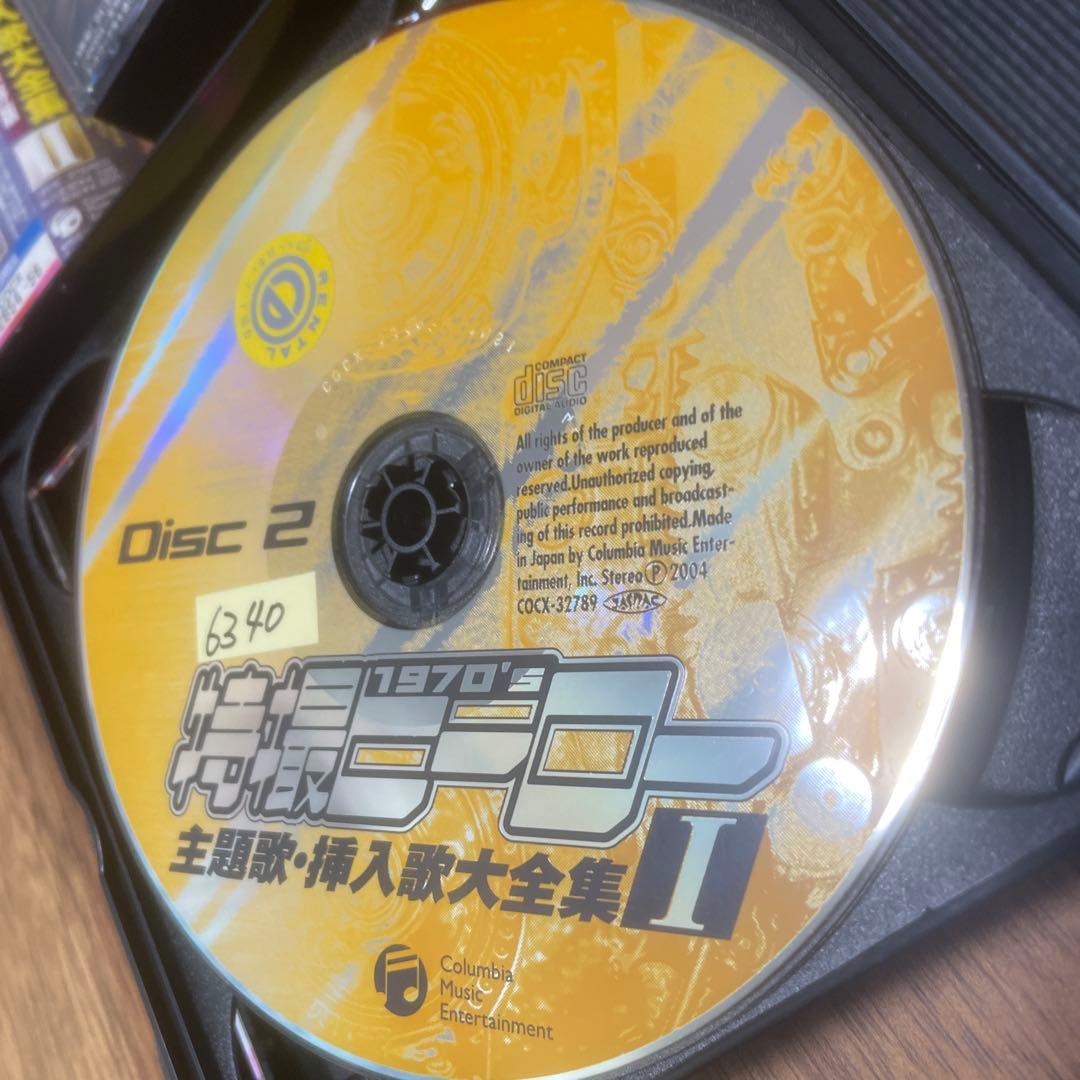 RENTAL
COMPACT
disc
DIGITAL AUDIO
All rights of the producer and of the
owner of the work reproduced
reserved.Unauthorized copying,
public performance and broadcast-
ing of this record prohibited.Made
in Japan by Columbia Music Enter-
tainment, Inc. Stereo Ⓟ 2004
COCX-32789 JASRAC
Disc 2
6340
1970's
特撮ヒーロー
主題歌・挿入歌大全集 I
Columbia
Music
Entertainment